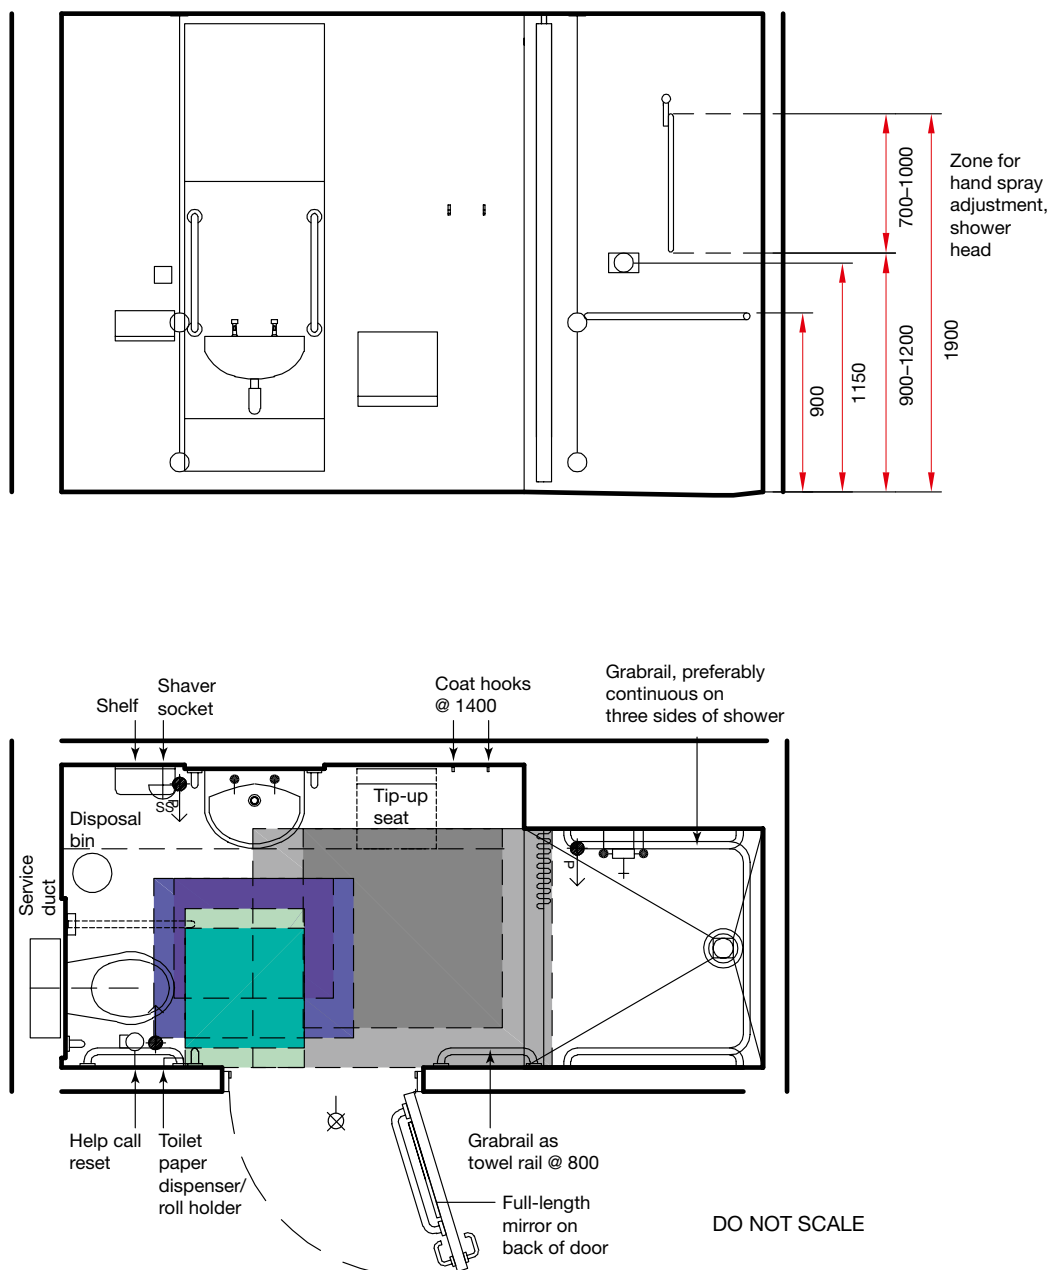 700–1000
Zone for
hand spray
adjustment,
shower
head
900
1150
900–1200
1900
Shelf
Shaver
socket
Coat hooks
@ 1400
Grabrail, preferably
continuous on
three sides of shower
SS
P
Tip-up
seat
Disposal
bin
P
Service
duct
Help call
reset
Toilet
paper
dispenser/
roll holder
Grabrail as
towel rail @ 800
Full-length
mirror on
back of door
DO NOT SCALE